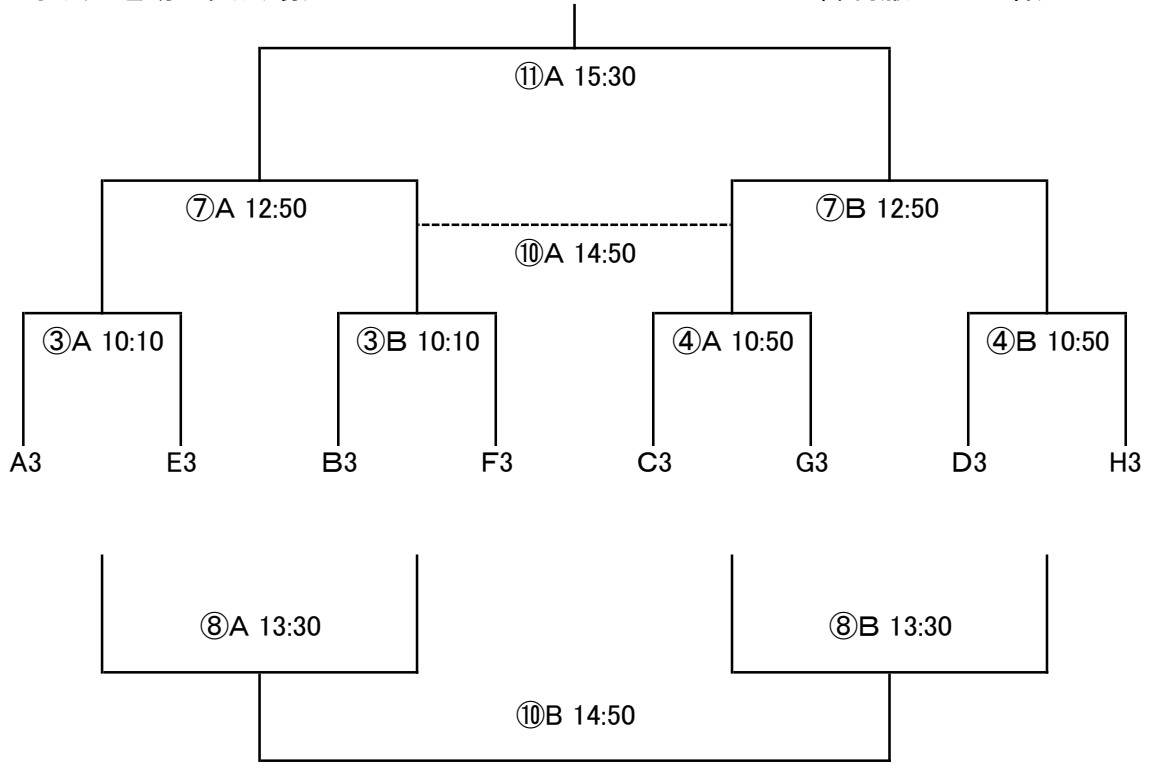 ⑪A 15:30
⑦A 12:50
⑦B 12:50
⑩A 14:50
③A 10:10
③B 10:10
④A 10:50
④B 10:50
A3
E3
B3
F3
C3
G3
D3
H3
⑧A 13:30
⑧B 13:30
⑩B 14:50